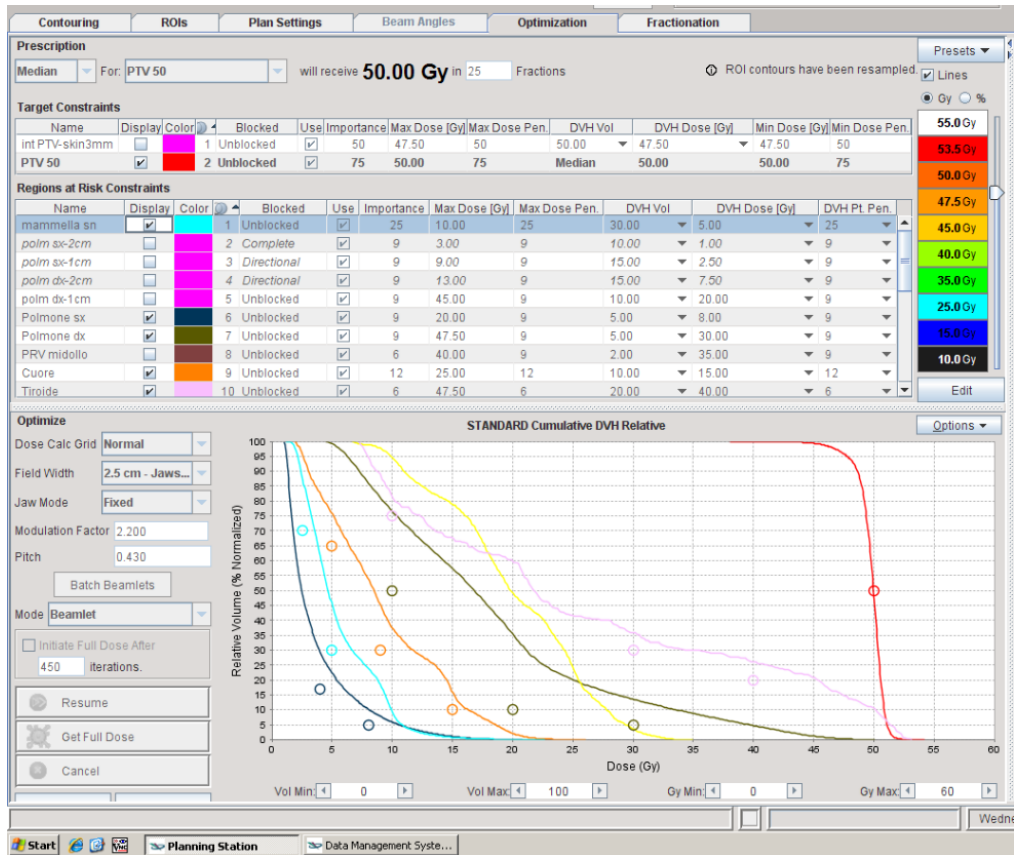 Contouring ROIs Plan Settings Beam Angles Optimization Fractionation
Prescription
Presets
Median For: PTV 50 will receive 50.00 Gy in 25 Fractions ROI contours have been resampled.
Lines
Gy %
Target Constraints
Name Display Color Blocked Use Importance Max Dose [Gy] Max Dose Pen. DVH Vol DVH Dose [Gy] Min Dose [Gy] Min Dose Pen.
int PTV-skin3mm 1 Unblocked 50 47.50 50 50.00 47.50 47.50 50
PTV 50 2 Unblocked 75 50.00 75 Median 50.00 50.00 75
Regions at Risk Constraints
Name Display Color Blocked Use Importance Max Dose [Gy] Max Dose Pen. DVH Vol DVH Dose [Gy] DVH Pt. Pen.
mammella sn 1 Unblocked 25 10.00 25 30.00 5.00 25
polm sx-2cm 2 Complete 9 3.00 9 10.00 1.00 9
polm sx-1cm 3 Directional 9 9.00 9 15.00 2.50 9
polm dx-2cm 4 Directional 9 13.00 9 15.00 7.50 9
polm dx-1cm 5 Unblocked 9 45.00 9 10.00 20.00 9
Polmone sx 6 Unblocked 9 20.00 9 5.00 8.00 9
Polmone dx 7 Unblocked 9 47.50 9 5.00 30.00 9
PRV midollo 8 Unblocked 6 40.00 6 2.00 35.00 9
Cuore 9 Unblocked 12 25.00 12 10.00 15.00 12
Tiroide 10 Unblocked 6 47.50 6 20.00 40.00 6
55.0 Gy
53.5 Gy
50.0 Gy
47.5 Gy
45.0 Gy
40.0 Gy
35.0 Gy
25.0 Gy
15.0 Gy
10.0 Gy
Edit
Optimize
Dose Calc Grid Normal
Field Width 2.5 cm - Jaws...
Jaw Mode Fixed
Modulation Factor 2.200
Pitch 0.430
Batch Beamlets
Mode Beamlet
Initiate Full Dose After
450 iterations.
Resume
Get Full Dose
Cancel
STANDARD Cumulative DVH Relative
Options
Relative Volume (% Normalized)
100
95
90
85
80
75
70
65
60
55
50
45
40
35
30
25
20
15
10
5
0
0 5 10 15 20 25 30 35 40 45 50 55 60
Dose (Gy)
Vol Min: 0 Vol Max: 100 Gy Min: 0 Gy Max: 60
Wedne
Start Planning Station Data Management Syste...